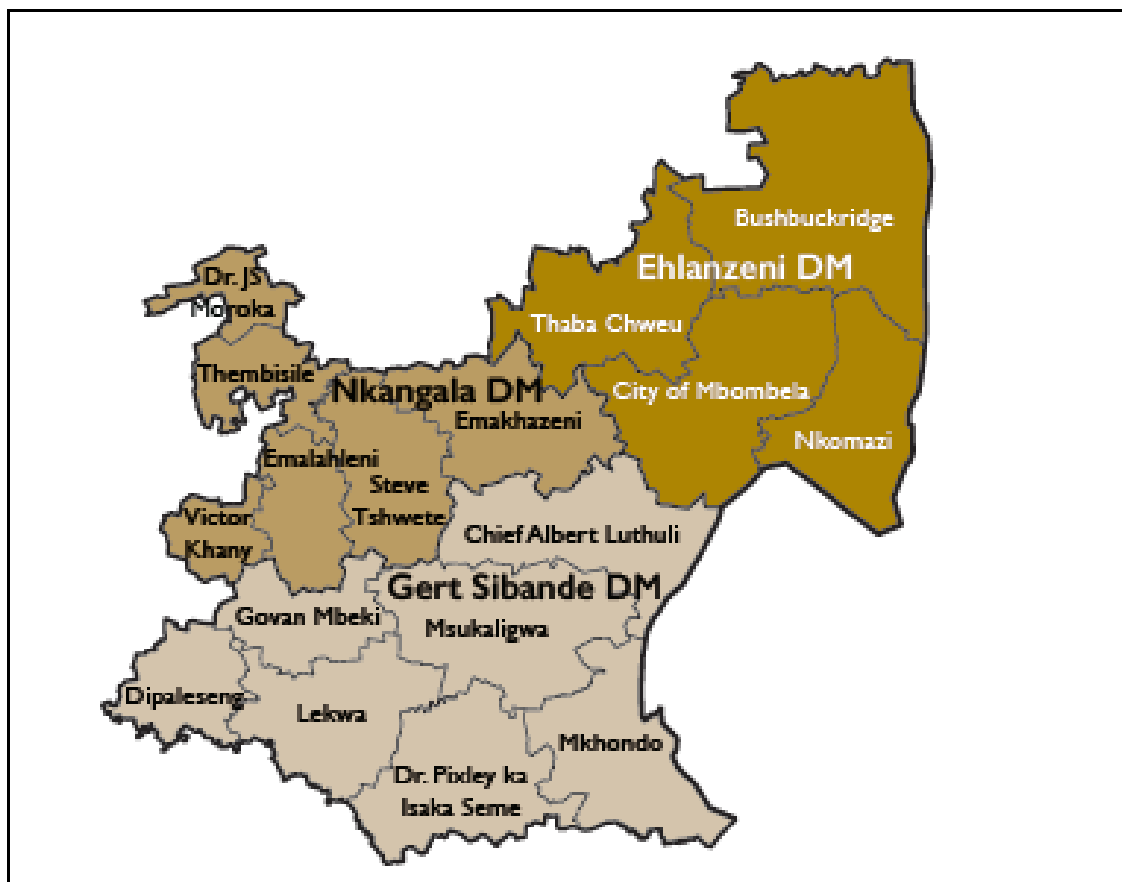 Bushbuckridge
Ehlanzeni DM
Dr. JS
Moroka
Thaba Chweu
Thembisile
Nkangala DM
City of Mbombela
Emakhazeni
Nkomazi
Emalahleni
Steve
Tshwete
Victor
Khany
Chief Albert Luthuli
Gert Sibande DM
Govan Mbeki
Msukaligwa
Dipaleseng
Lekwa
Mkhondo
Dr. Pixley ka
Isaka Seme